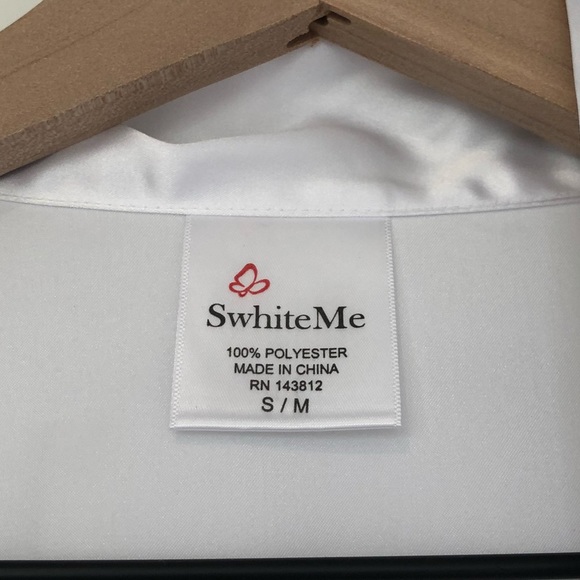 SwhiteMe
100% POLYESTER
MADE IN CHINA
RN 143812
S / M